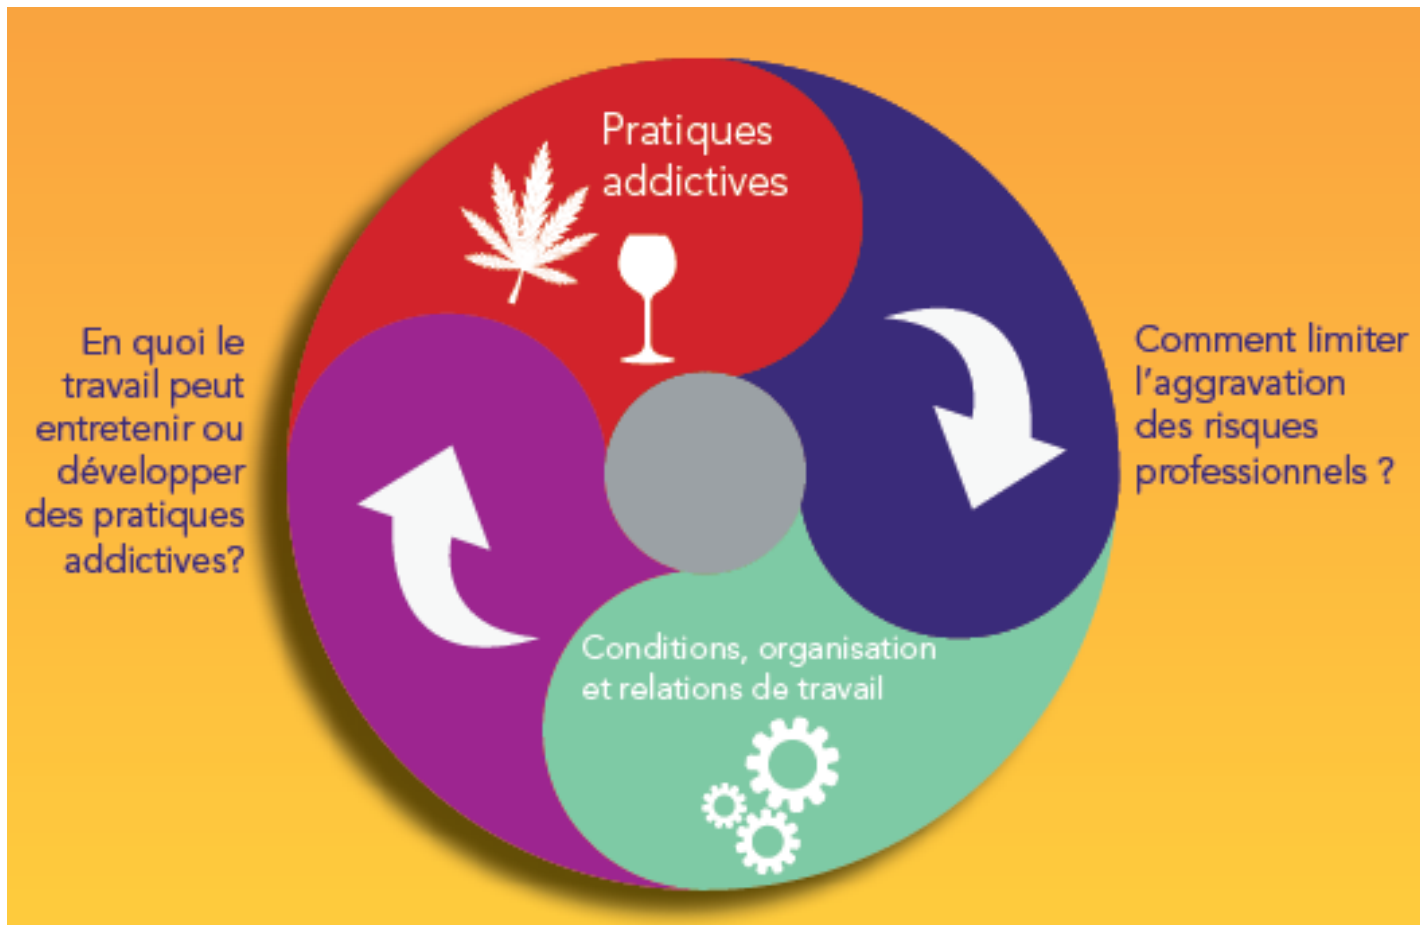 Pratiques
addictives
En quoi le
travail peut
entretenir ou
développer
des pratiques
addictives?
Comment limiter
l'aggravation
des risques
professionnels ?
Conditions, organisation
et relations de travail